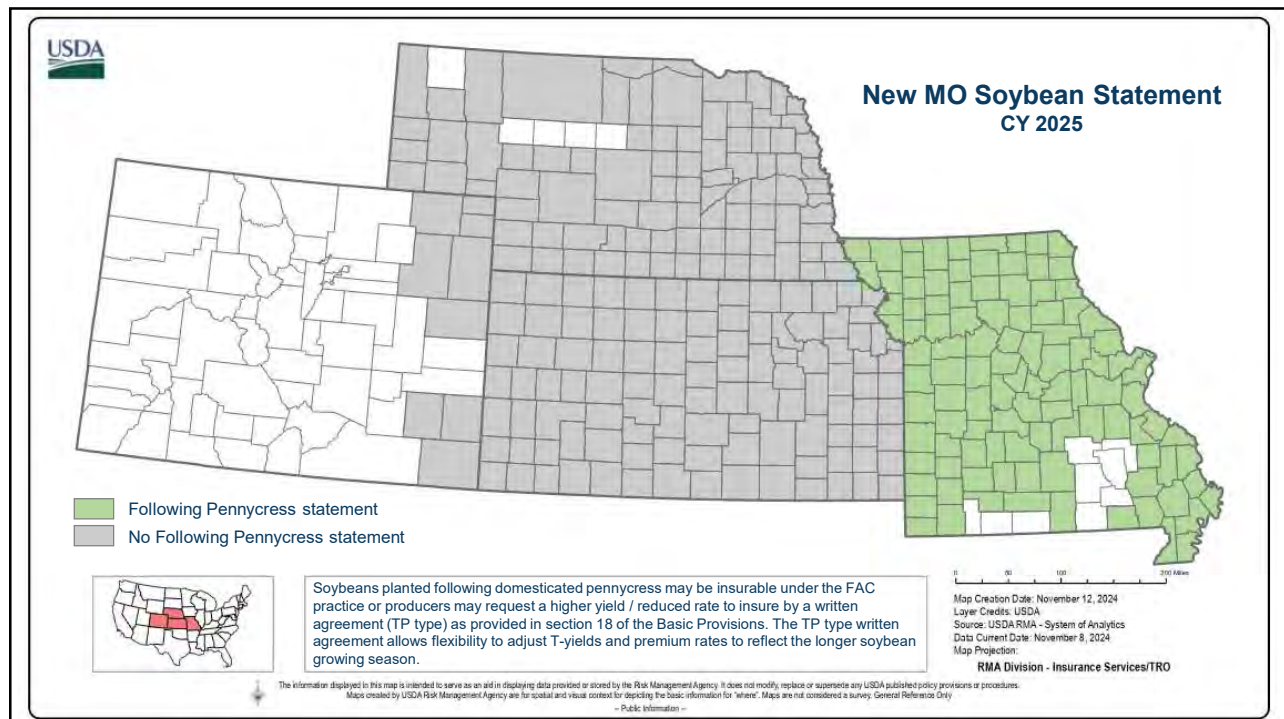 USDA
New MO Soybean Statement
CY 2025
Following Pennycress statement
No Following Pennycress statement
Soybeans planted following domesticated pennycress may be insurable under the FAC
practice or producers may request a higher yield / reduced rate to insure by a written
agreement (TP type) as provided in section 18 of the Basic Provisions. The TP type written
agreement allows flexibility to adjust T-yields and premium rates to reflect the longer soybean
growing season.
0 50 100 200 Miles
Map Creation Date: November 12, 2024
Layer Credits: USDA
Source: USDA RMA - System of Analytics
Data Current Date: November 8, 2024
Map Projection:
RMA Division - Insurance Services/TRO
The information displayed in this map is intended to serve as an aid in displaying data provided or stored by the Risk Management Agency. It does not modify, replace or supersede any USDA published policy provisions or procedures.
Maps created by USDA Risk Management Agency are for spatial and visual context for depicting the basic information for "where". Maps are not considered a survey. General Reference Only
-- Public Information --